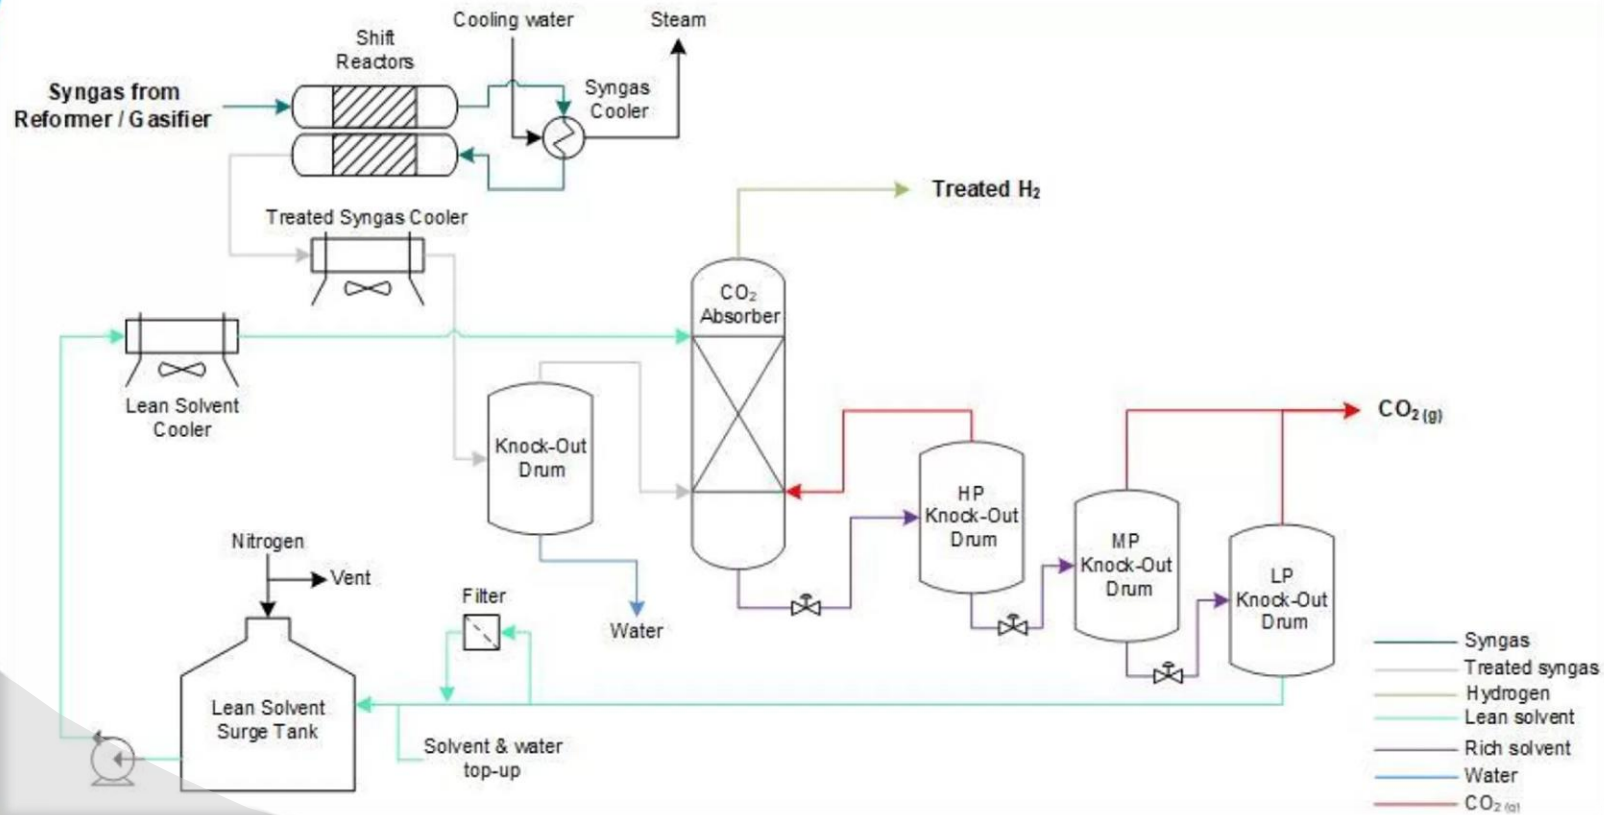 Cooling water
Steam
Shift
Reactors
Syngas from
Reformer / Gasifier
Syngas
Cooler
Treated H₂
Treated Syngas Cooler
CO₂
Absorber
Lean Solvent
Cooler
Knock-Out
Drum
CO₂ (g)
HP
Knock-Out
Drum
MP
Knock-Out
Drum
LP
Knock-Out
Drum
Nitrogen
Vent
Filter
Water
Lean Solvent
Surge Tank
Solvent & water
top-up
Syngas
Treated syngas
Hydrogen
Lean solvent
Rich solvent
Water
CO₂ (g)